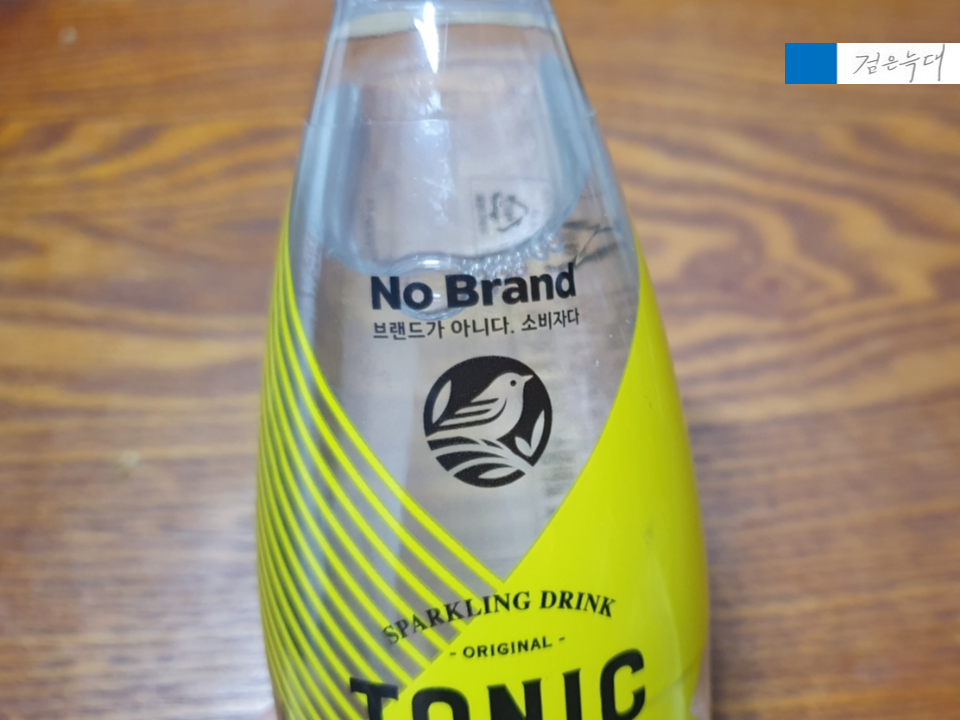 검은늑대
No Brand
브랜드가 아니다. 소비자다
SPARKLING DRINK
- ORIGINAL -
TONIC